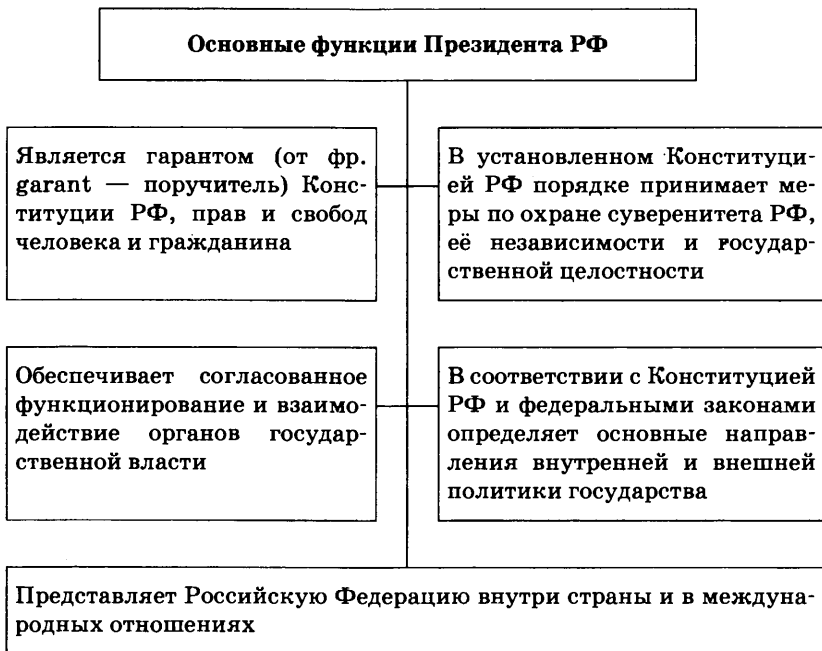 Основные функции Президента РФ
Является гарантом (от фр.
garant — поручитель) Конс-
титуции РФ, прав и свобод
человека и гражданина
В установленном Конституци-
ей РФ порядке принимает ме-
ры по охране суверенитета РФ,
её независимости и государ-
ственной целостности
Обеспечивает согласованное
функционирование и взаимо-
действие органов государ-
ственной власти
В соответствии с Конституцией
РФ и федеральными законами
определяет основные направ-
ления внутренней и внешней
политики государства
Представляет Российскую Федерацию внутри страны и в междуна-
родных отношениях